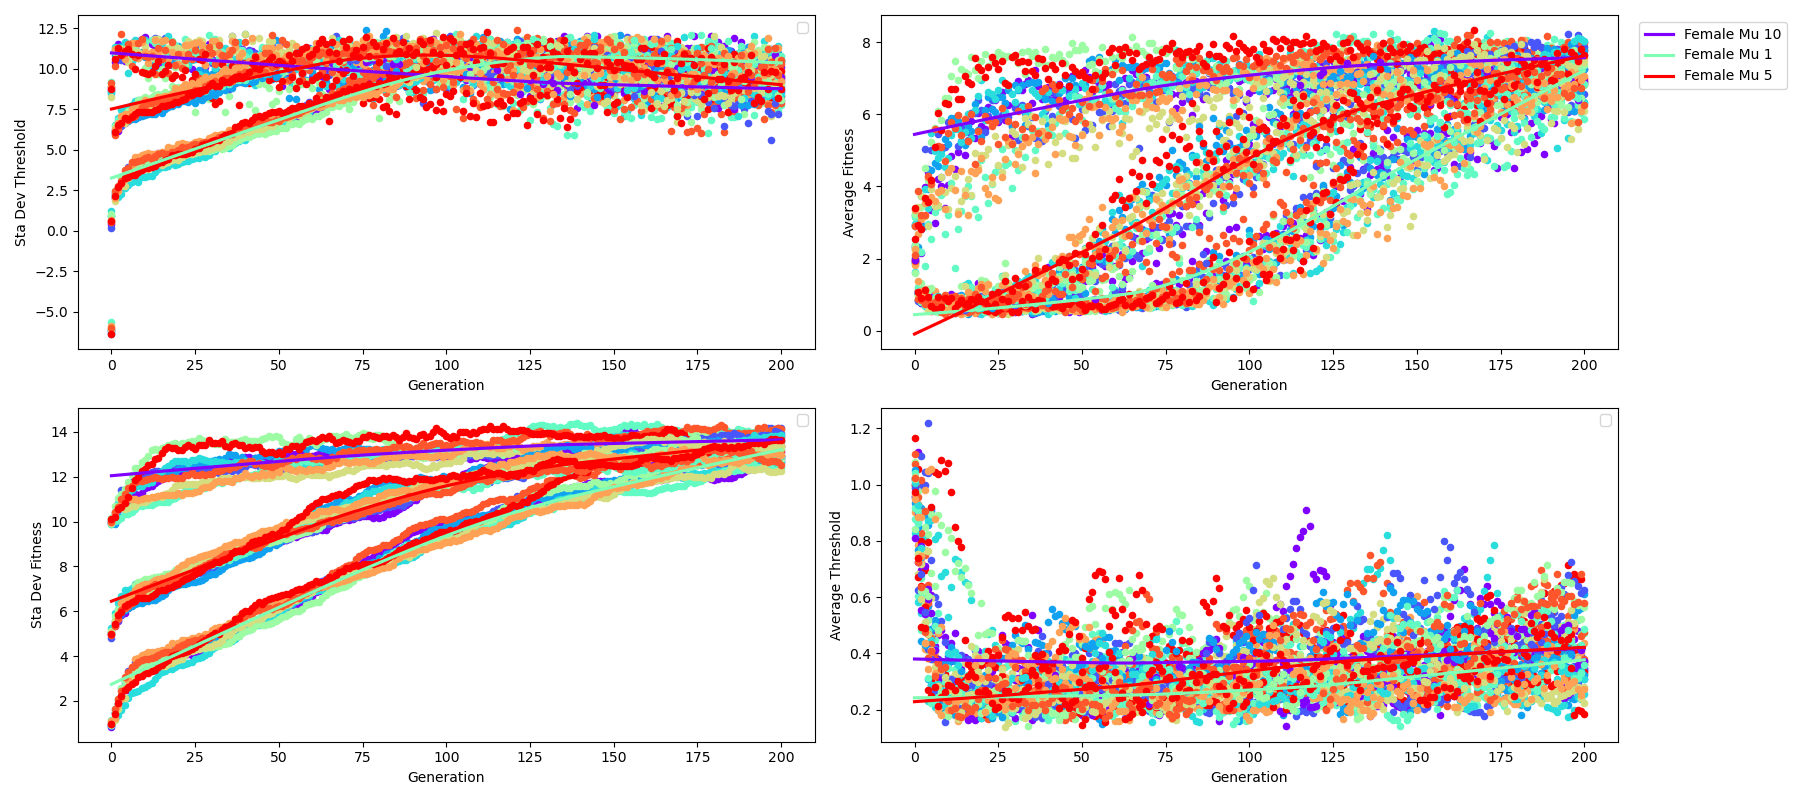 12.5
10.0
7.5
5.0
2.5
0.0
−2.5
−5.0
Sta Dev Threshold
0 25 50 75 100 125 150 175 200
Generation
8
6
4
2
0
Average Fitness
0 25 50 75 100 125 150 175 200
Generation
Female Mu 10
Female Mu 1
Female Mu 5
14
12
10
8
6
4
2
Sta Dev Fitness
0 25 50 75 100 125 150 175 200
Generation
1.2
1.0
0.8
0.6
0.4
0.2
Average Threshold
0 25 50 75 100 125 150 175 200
Generation